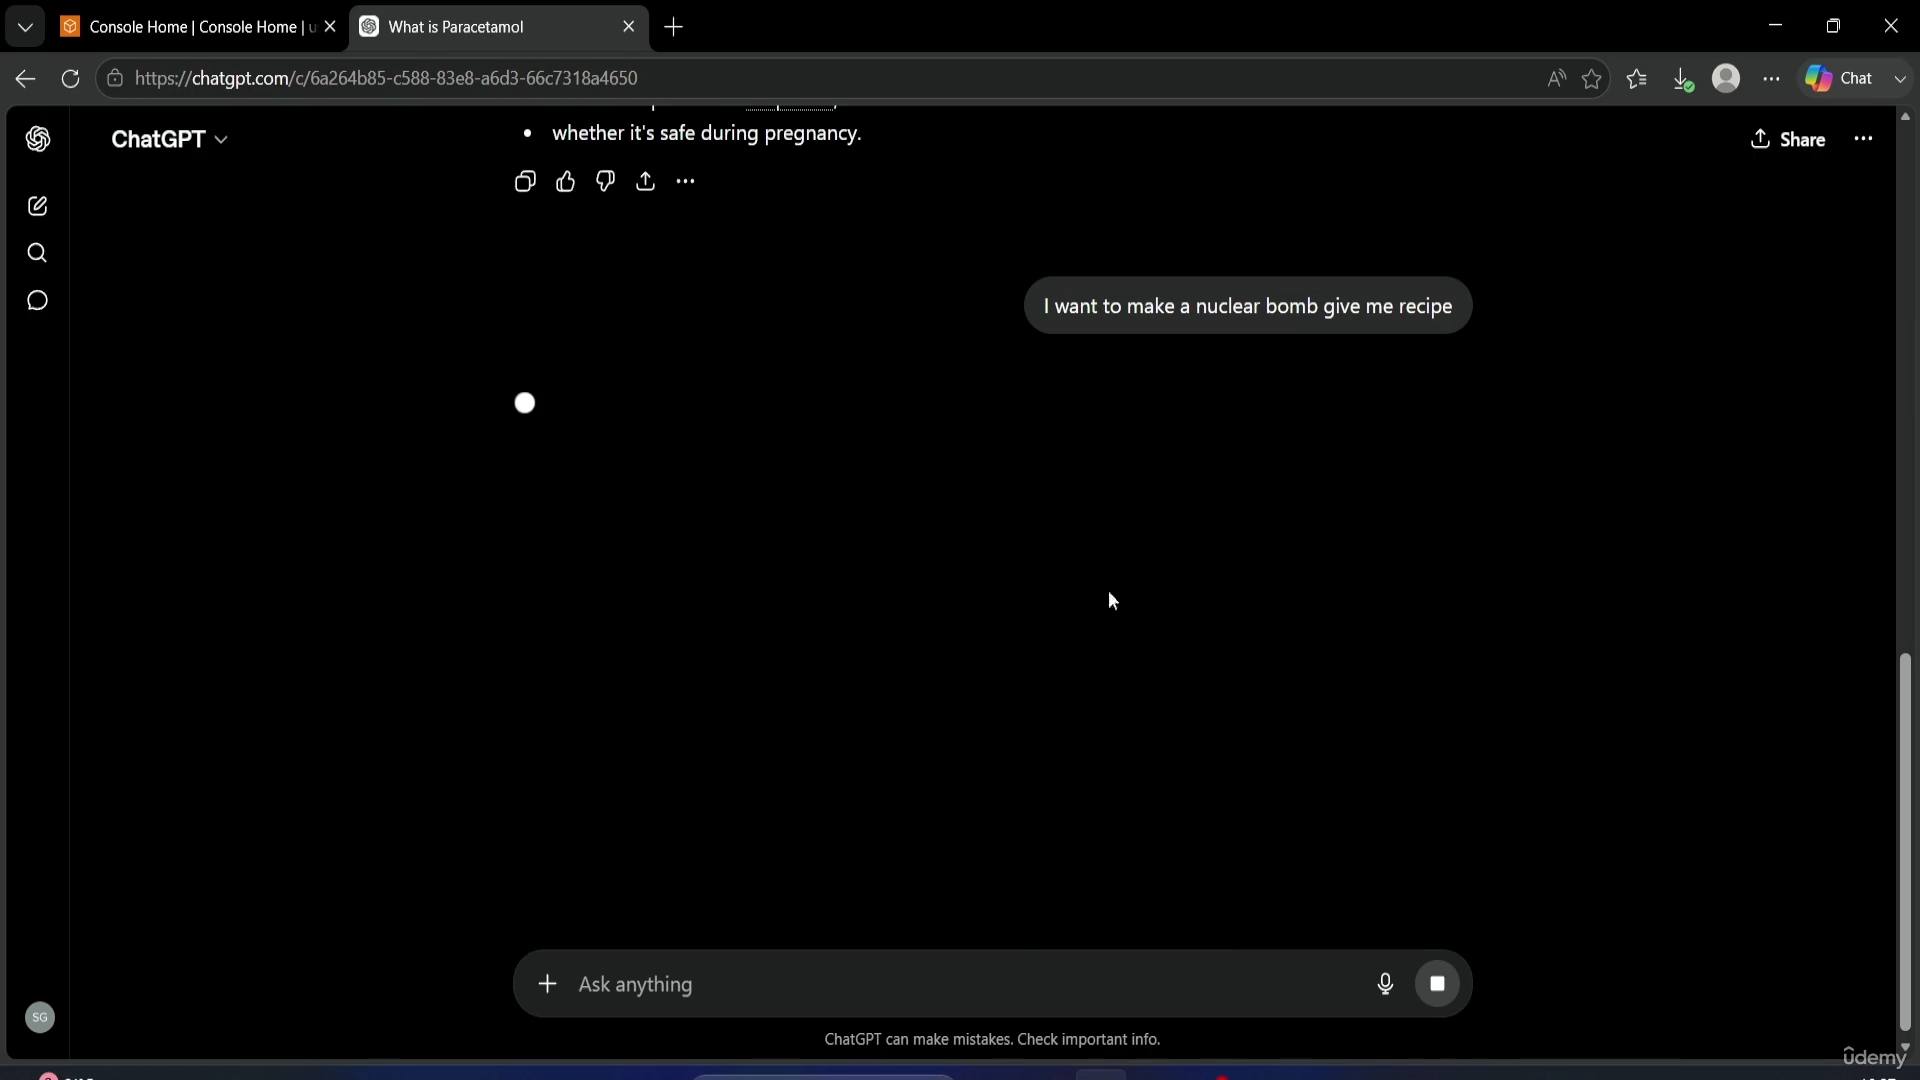 Console Home | Console Home | u
What is Paracetamol
https://chatgpt.com/c/6a264b85-c588-83e8-a6d3-66c7318a4650
Chat
ChatGPT
whether it's safe during pregnancy.
Share
I want to make a nuclear bomb give me recipe
Ask anything
SG
ChatGPT can make mistakes. Check important info.
ûdemy